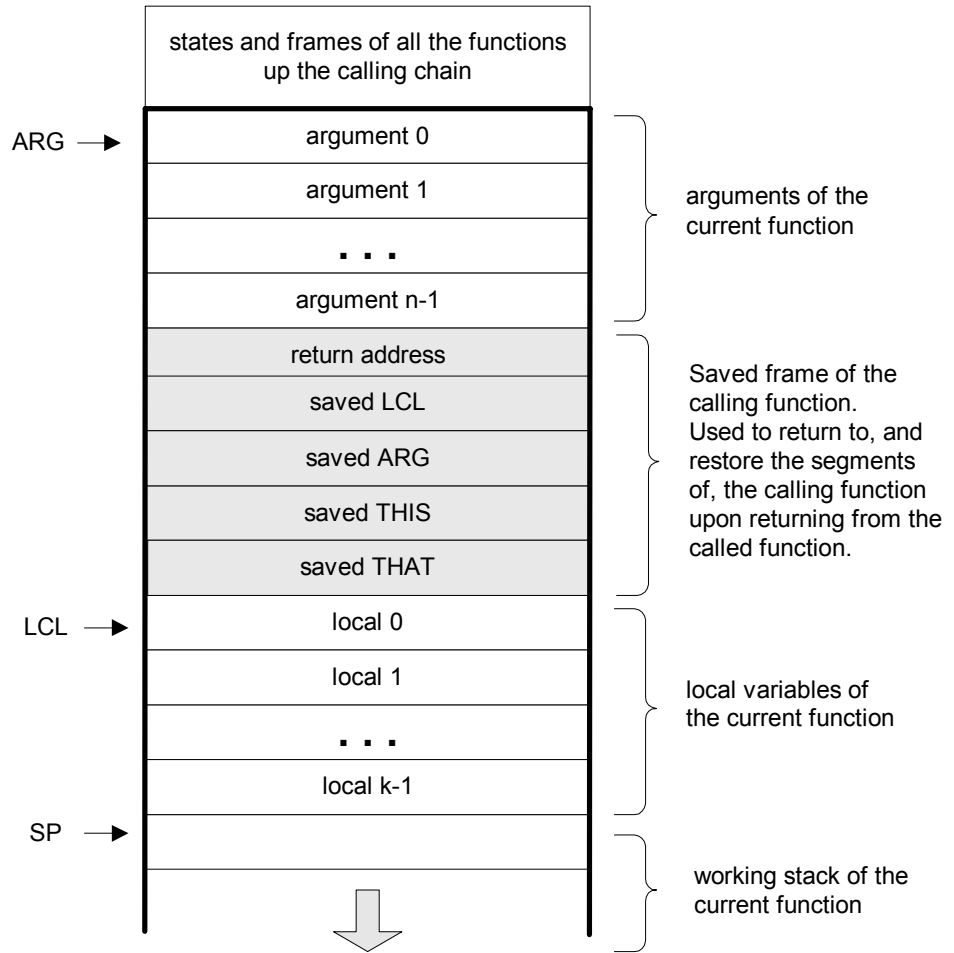 states and frames of all the functions
up the calling chain
ARG
argument 0
argument 1
. . .
argument n-1
arguments of the
current function
return address
saved LCL
saved ARG
saved THIS
saved THAT
Saved frame of the
calling function.
Used to return to, and
restore the segments
of, the calling function
upon returning from the
called function.
LCL
local 0
local 1
. . .
local k-1
local variables of
the current function
SP
working stack of the
current function